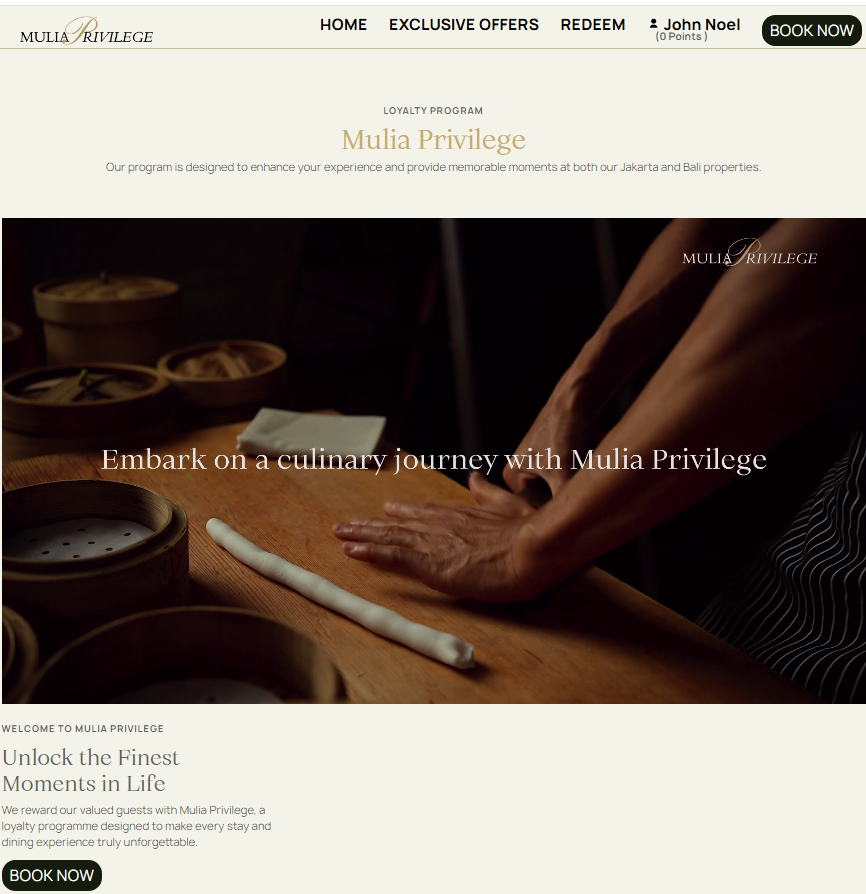 MULIA PRIVILEGE
HOME
EXCLUSIVE OFFERS
REDEEM
John Noel
(0 Points )
BOOK NOW
LOYALTY PROGRAM
Mulia Privilege
Our program is designed to enhance your experience and provide memorable moments at both our Jakarta and Bali properties.
MULIA PRIVILEGE
Embark on a culinary journey with Mulia Privilege
WELCOME TO MULIA PRIVILEGE
Unlock the Finest
Moments in Life
We reward our valued guests with Mulia Privilege, a
loyalty programme designed to make every stay and
dining experience truly unforgettable.
BOOK NOW